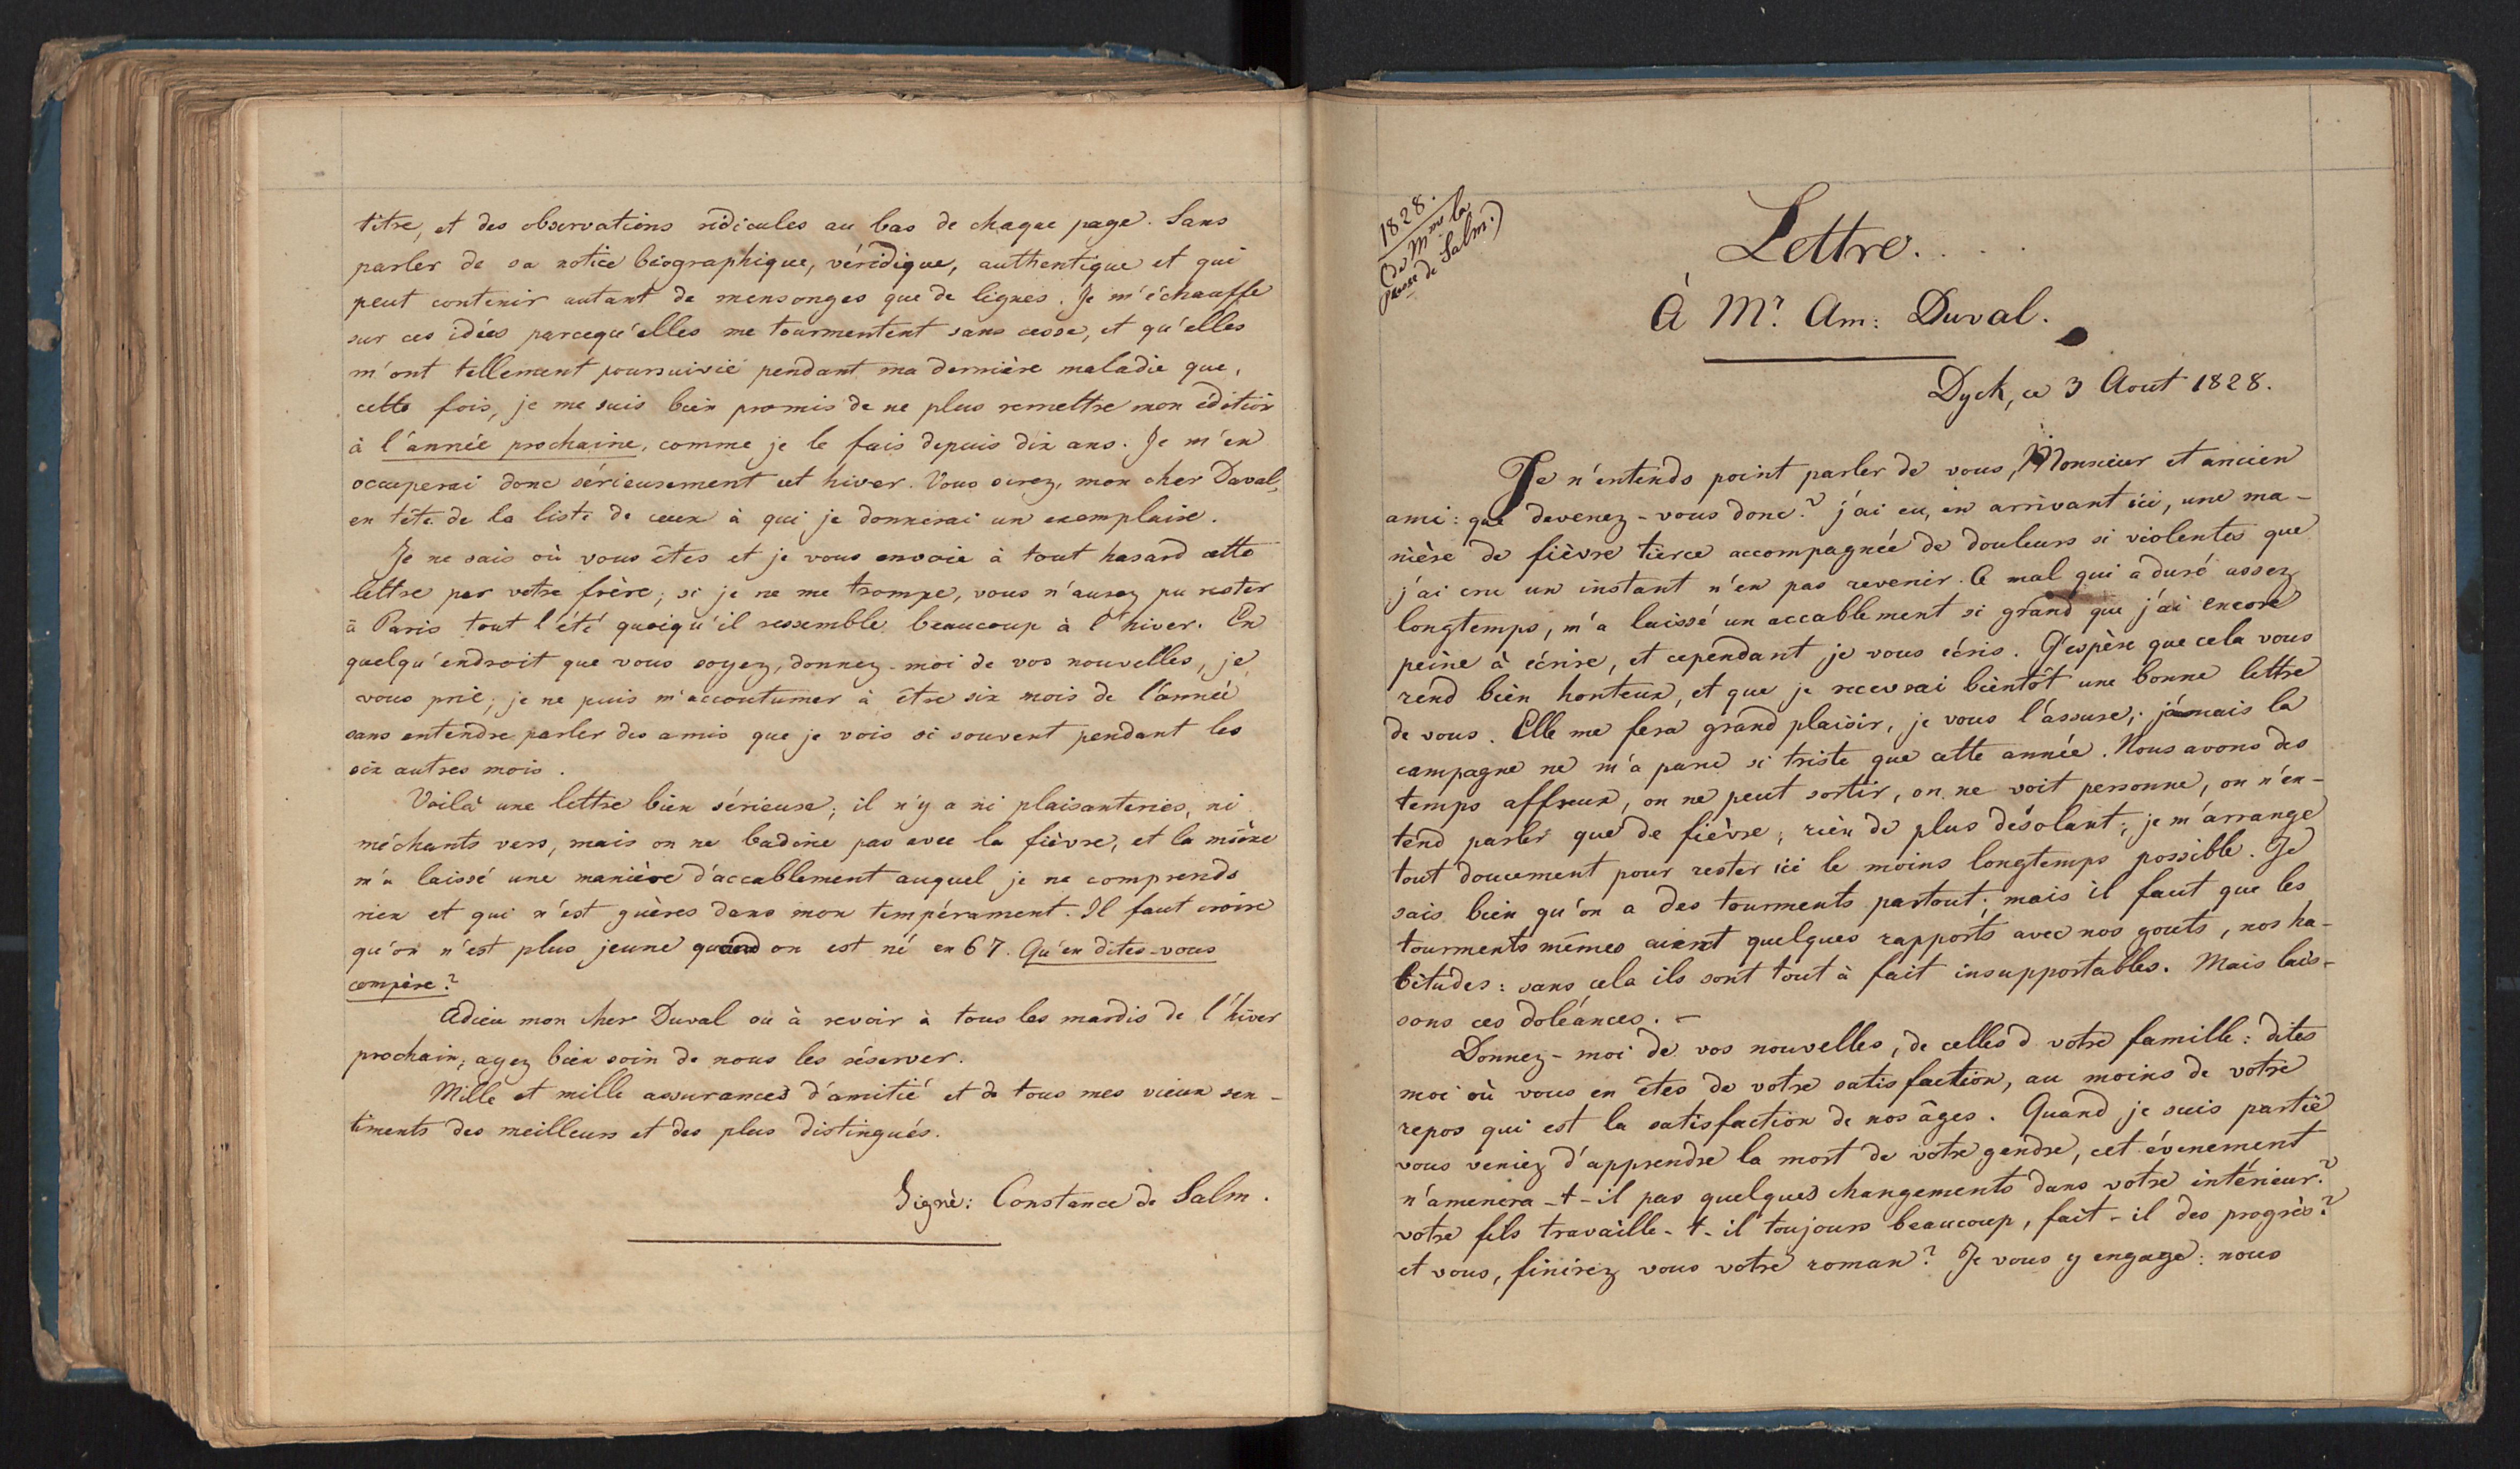 titre, et des observations ridicules au bas de chaque page. Sans
parler de sa notice biographique, véridique, authentique et qui
peut contenir autant de mensonges que de lignes. Je m'échauffe
sur ces idées parcequ'elles me tourmentent sans cesse, et qu'elles
m'ont tellement poursuivie pendant ma dernière maladie que,
cette fois, je me suis bien promis de ne plus remettre mon édition
à l'année prochaine, comme je le fais depuis dix ans. Je m'en
occuperai donc sérieusement cet hiver. Vous serez, mon cher Duval,
en tête de la liste de ceux à qui je donnerai un exemplaire.
Je ne sais où vous êtes et je vous envoie à tout hasard cette
lettre par votre frère; si je ne me trompe, vous n'aurez pu rester
à Paris tout l'été quoiqu'il ressemble beaucoup à l'hiver. En
quelqu'endroit que vous soyez, donnez-moi de vos nouvelles, je
vous prie; je ne puis m'accoutumer à être six mois de l'année
sans entendre parler des amis que je vois si souvent pendant les
six autres mois.
Voilà une lettre bien sérieuse; il n'y a ni plaisanteries, ni
méchants vers, mais on ne badine pas avec la fièvre, et la mienne
m'a laissé une manière d'accablement auquel je ne comprends
rien et qui n'est guères dans mon tempérament. Il faut croire
qu'on n'est plus jeune quand on est né en 67. Qu'en dites-vous
compère?
Adieu mon cher Duval ou à revoir à tous les mardis de l'hiver
prochain; ayez bien soin de nous les réserver.
Mille et mille assurances d'amitié et de tous mes vieux sen-
timents des meilleurs et des plus distingués.
Signé: Constance de Salm.
1828.
(de Mme la
Pcesse de Salm.)
Lettre....
À Mr. Am: Duval.
Dyck, ce 3 Aout 1828.
Je n'entends point parler de vous, Monsieur et ancien
ami: que devenez-vous donc? j'ai eu, en arrivant ici, une ma-
nière de fièvre tierce accompagnée de douleurs si violentes que
j'ai cru un instant n'en pas revenir. Ce mal qui a duré assez
longtemps, m'a laissé un accablement si grand que j'ai encore
peine à écrire, et cependant je vous écris. J'espère que cela vous
rend bien honteux, et que je recevrai bientôt une bonne lettre
de vous. Elle me fera grand plaisir, je vous l'assure; jamais la
campagne ne m'a paru si triste que cette année. Nous avons des
temps affreux, on ne peut sortir, on ne voit personne, on n'en-
tend parler que de fièvre; rien de plus désolant; je m'arrange
tout doucement pour rester ici le moins longtemps possible. Je
sais bien qu'on a des tourments partout; mais il faut que les
tourments mêmes aient quelques rapports avec nos gouts, nos ha-
bitudes: sans cela ils sont tout à fait insupportables. Mais lais-
sons ces doléances. -
Donnez-moi de vos nouvelles, de celles d votre famille: dites
moi où vous en êtes de votre satisfaction, au moins de votre
repos qui est la satisfaction de nos âges. Quand je suis partie
vous veniez d'apprendre la mort de votre gendre, cet évenement
n'amenera-t-il pas quelques changements dans votre intérieur?
votre fils travaille-t-il toujours beaucoup, fait-il des progrès?
et vous, finirez vous votre roman? Je vous y engage: nous